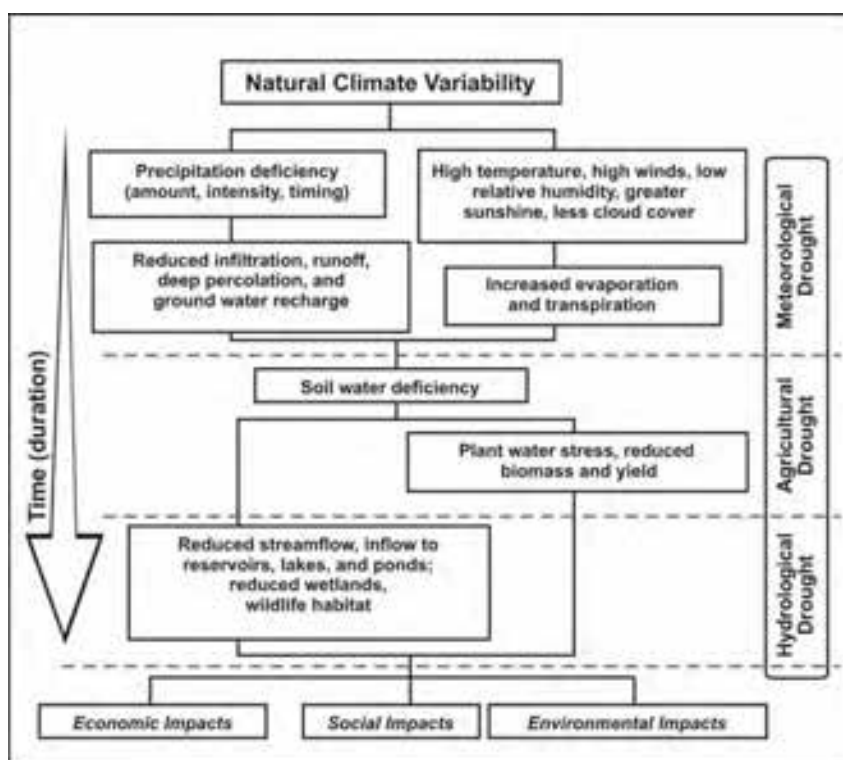 Natural Climate Variability
Precipitation deficiency
(amount, intensity, timing)
High temperature, high winds, low
relative humidity, greater
sunshine, less cloud cover
Reduced infiltration, runoff,
deep percolation, and
ground water recharge
Increased evaporation
and transpiration
Meteorological
Drought
Soil water deficiency
Plant water stress, reduced
biomass and yield
Agricultural
Drought
Time (duration)
Reduced streamflow, inflow to
reservoirs, lakes, and ponds;
reduced wetlands,
wildlife habitat
Hydrological
Drought
Economic Impacts
Social Impacts
Environmental Impacts